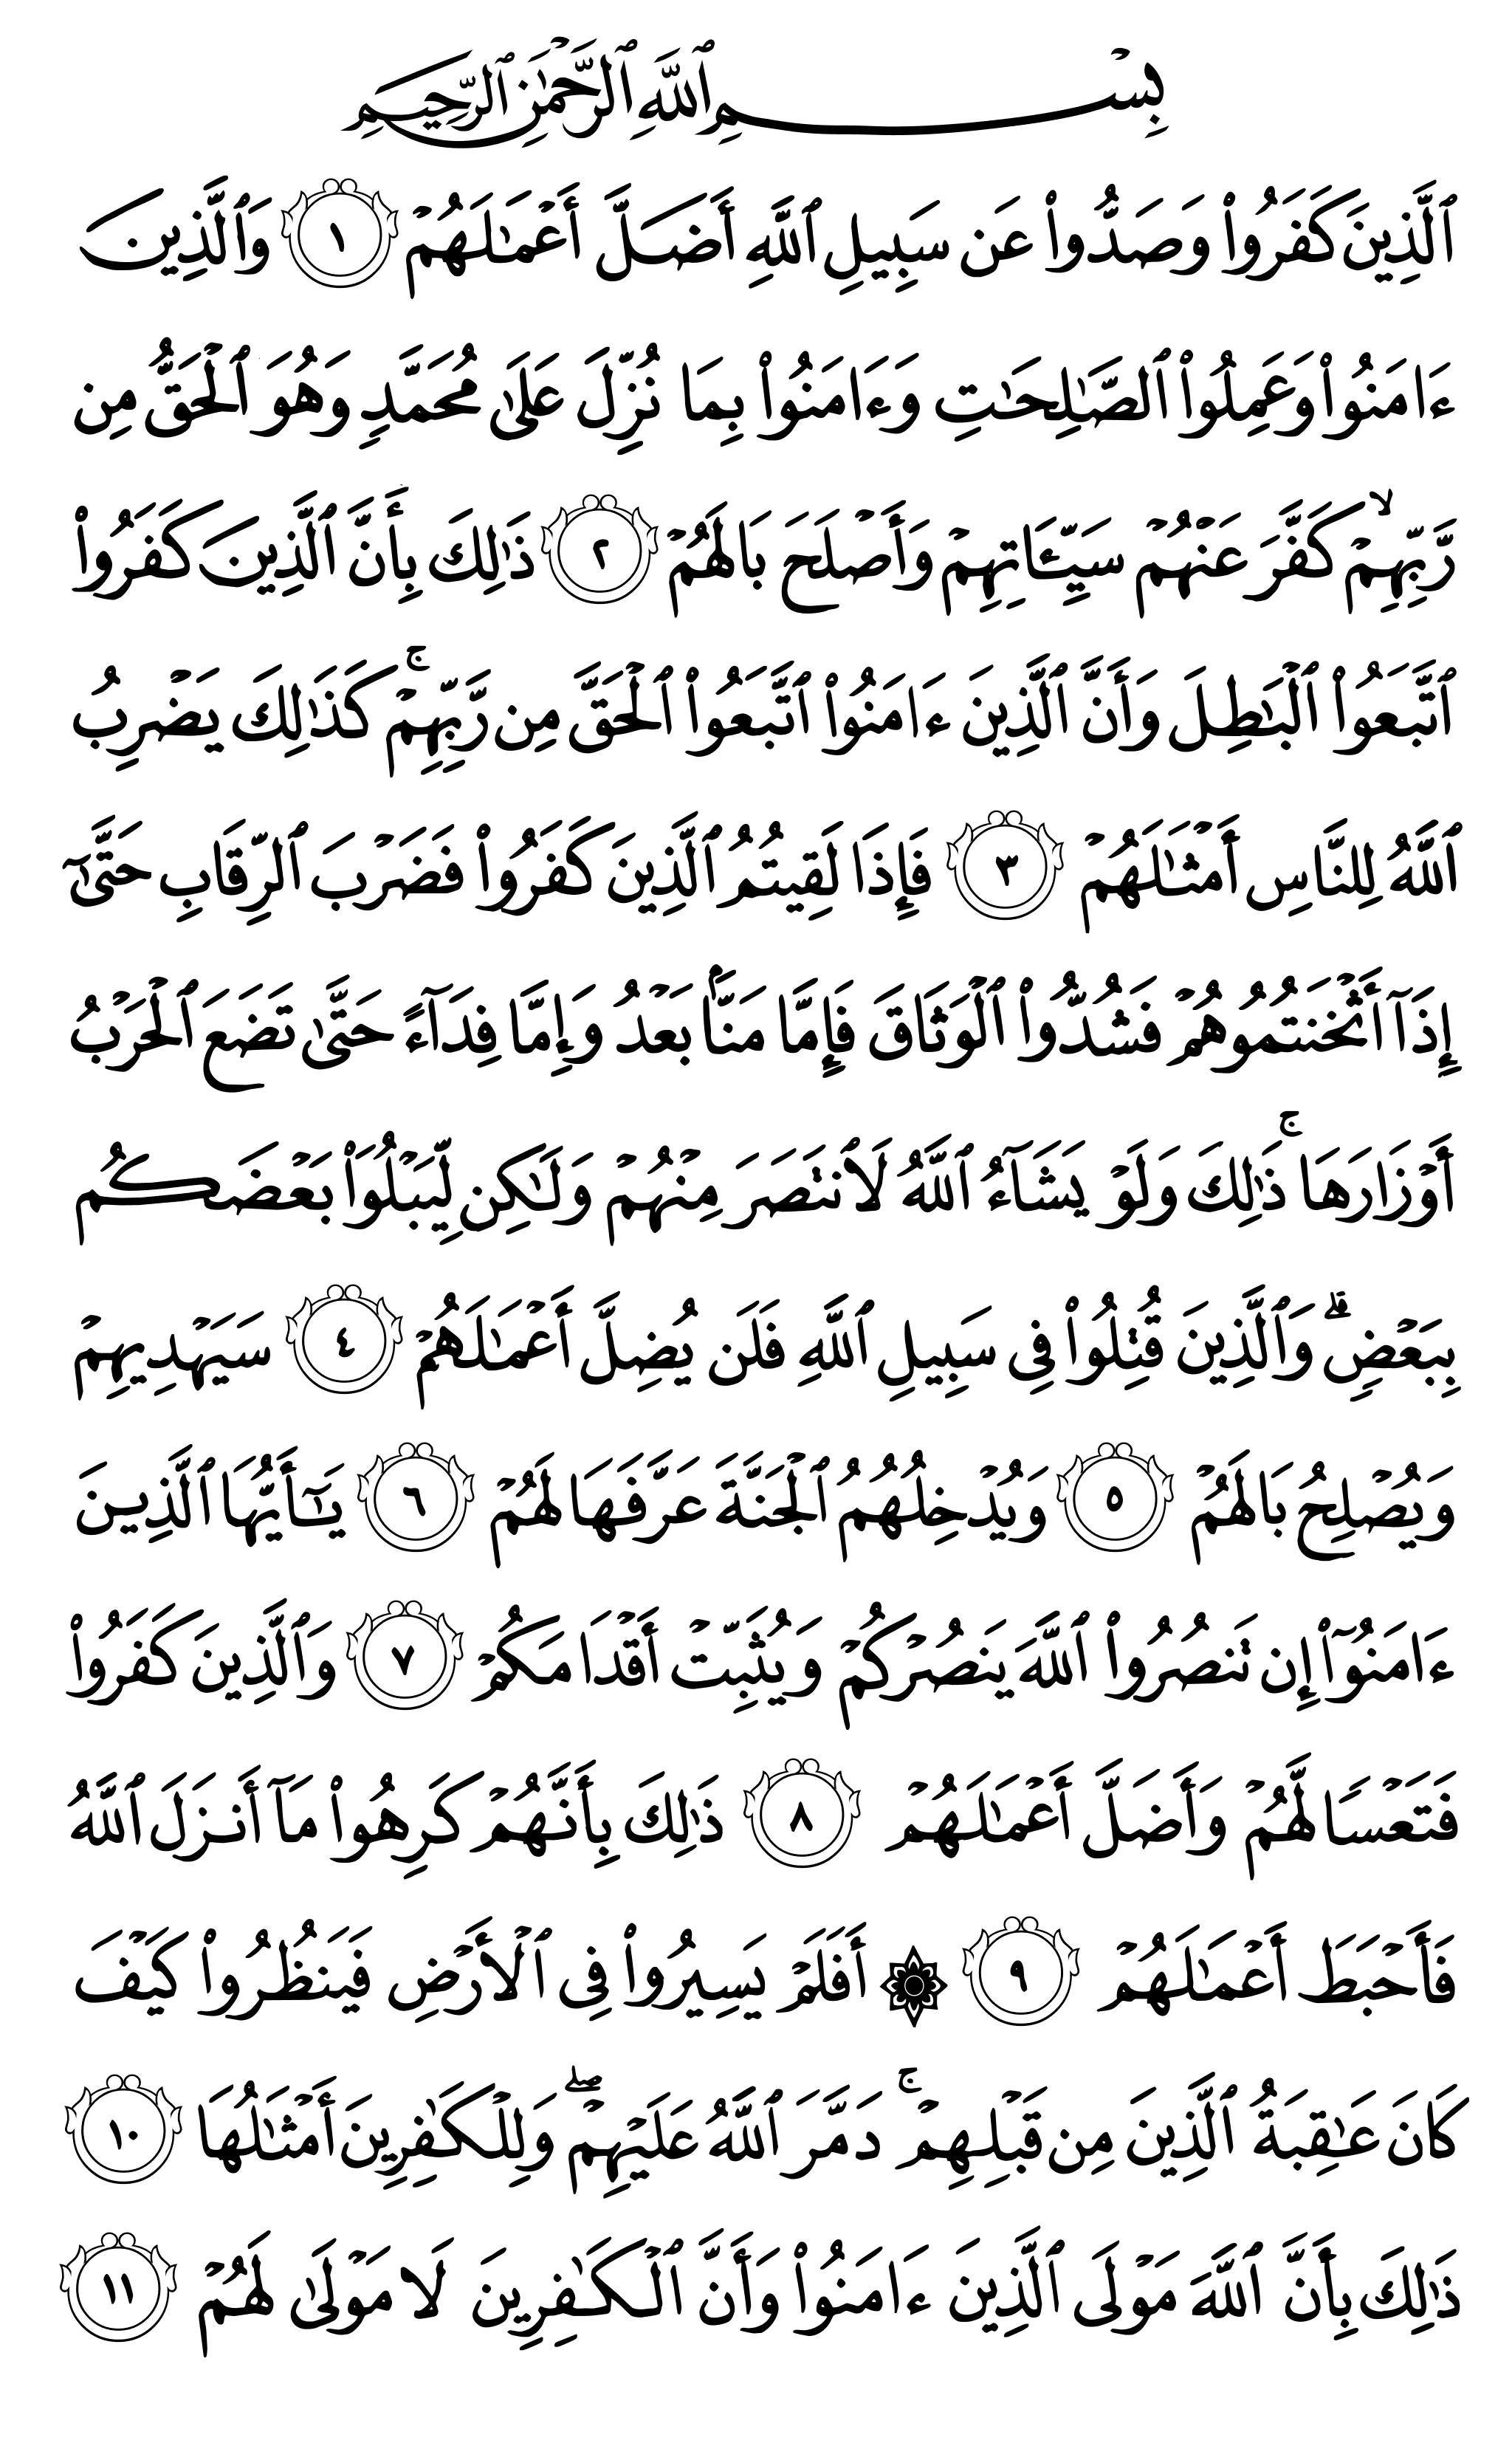 بِسْمِ ٱللَّهِ ٱلرَّحْمَٰنِ ٱلرَّحِيمِ
ٱلَّذِينَ كَفَرُوا۟ وَصَدُّوا۟ عَن سَبِيلِ ٱللَّهِ أَضَلَّ أَعْمَٰلَهُمْ ١ وَٱلَّذِينَ
ءَامَنُوا۟ وَعَمِلُوا۟ ٱلصَّٰلِحَٰتِ وَءَامَنُوا۟ بِمَا نُزِّلَ عَلَىٰ مُحَمَّدٍ وَهُوَ ٱلْحَقُّ مِن
رَّبِّهِمْ ۙ كَفَّرَ عَنْهُمْ سَيِّـَٔاتِهِمْ وَأَصْلَحَ بَالَهُمْ ٢ ذَٰلِكَ بِأَنَّ ٱلَّذِينَ كَفَرُوا۟
ٱتَّبَعُوا۟ ٱلْبَٰطِلَ وَأَنَّ ٱلَّذِينَ ءَامَنُوا۟ ٱتَّبَعُوا۟ ٱلْحَقَّ مِن رَّبِّهِمْ ۚ كَذَٰلِكَ يَضْرِبُ
ٱللَّهُ لِلنَّاسِ أَمْثَٰلَهُمْ ٣ فَإِذَا لَقِيتُمُ ٱلَّذِينَ كَفَرُوا۟ فَضَرْبَ ٱلرِّقَابِ حَتَّىٰٓ
إِذَآ أَثْخَنتُمُوهُمْ فَشُدُّوا۟ ٱلْوَثَاقَ فَإِمَّا مَنًّۢا بَعْدُ وَإِمَّا فِدَآءً حَتَّىٰ تَضَعَ ٱلْحَرْبُ
أَوْزَارَهَا ۚ ذَٰلِكَ وَلَوْ يَشَآءُ ٱللَّهُ لَٱنتَصَرَ مِنْهُمْ وَلَٰكِن لِّيَبْلُوَا۟ بَعْضَكُم
بِبَعْضٍ ۗ وَٱلَّذِينَ قُتِلُوا۟ فِى سَبِيلِ ٱللَّهِ فَلَن يُضِلَّ أَعْمَٰلَهُمْ ٤ سَيَهْدِيهِمْ
وَيُصْلِحُ بَالَهُمْ ٥ وَيُدْخِلُهُمُ ٱلْجَنَّةَ عَرَّفَهَا لَهُمْ ٦ يَٰٓأَيُّهَا ٱلَّذِينَ
ءَامَنُوٓا۟ إِن تَنصُرُوا۟ ٱللَّهَ يَنصُرْكُمْ وَيُثَبِّتْ أَقْدَامَكُمْ ٧ وَٱلَّذِينَ كَفَرُوا۟
فَتَعْسًا لَّهُمْ وَأَضَلَّ أَعْمَٰلَهُمْ ٨ ذَٰلِكَ بِأَنَّهُمْ كَرِهُوا۟ مَآ أَنزَلَ ٱللَّهُ
فَأَحْبَطَ أَعْمَٰلَهُمْ ٩ ۞ أَفَلَمْ يَسِيرُوا۟ فِى ٱلْأَرْضِ فَيَنظُرُوا۟ كَيْفَ
كَانَ عَٰقِبَةُ ٱلَّذِينَ مِن قَبْلِهِمْ ۚ دَمَّرَ ٱللَّهُ عَلَيْهِمْ ۖ وَلِلْكَٰفِرِينَ أَمْثَٰلُهَا ١٠
ذَٰلِكَ بِأَنَّ ٱللَّهَ مَوْلَى ٱلَّذِينَ ءَامَنُوا۟ وَأَنَّ ٱلْكَٰفِرِينَ لَا مَوْلَىٰ لَهُمْ ١١